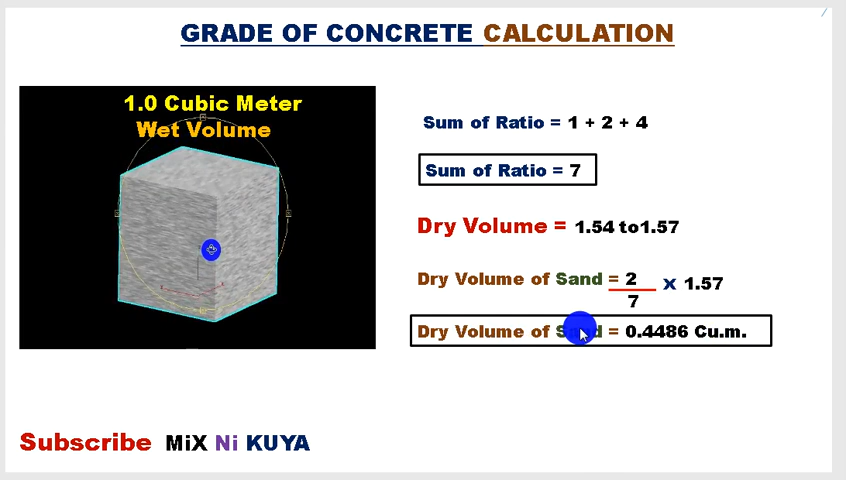 GRADE OF CONCRETE CALCULATION
1.0 Cubic Meter
Wet Volume
Sum of Ratio = 1 + 2 + 4
Sum of Ratio = 7
Dry Volume = 1.54 to1.57
Dry Volume of Sand = 2
x 1.57
7
Dry Volume of Sand = 0.4486 Cu.m.
Subscribe MiX Ni KUYA